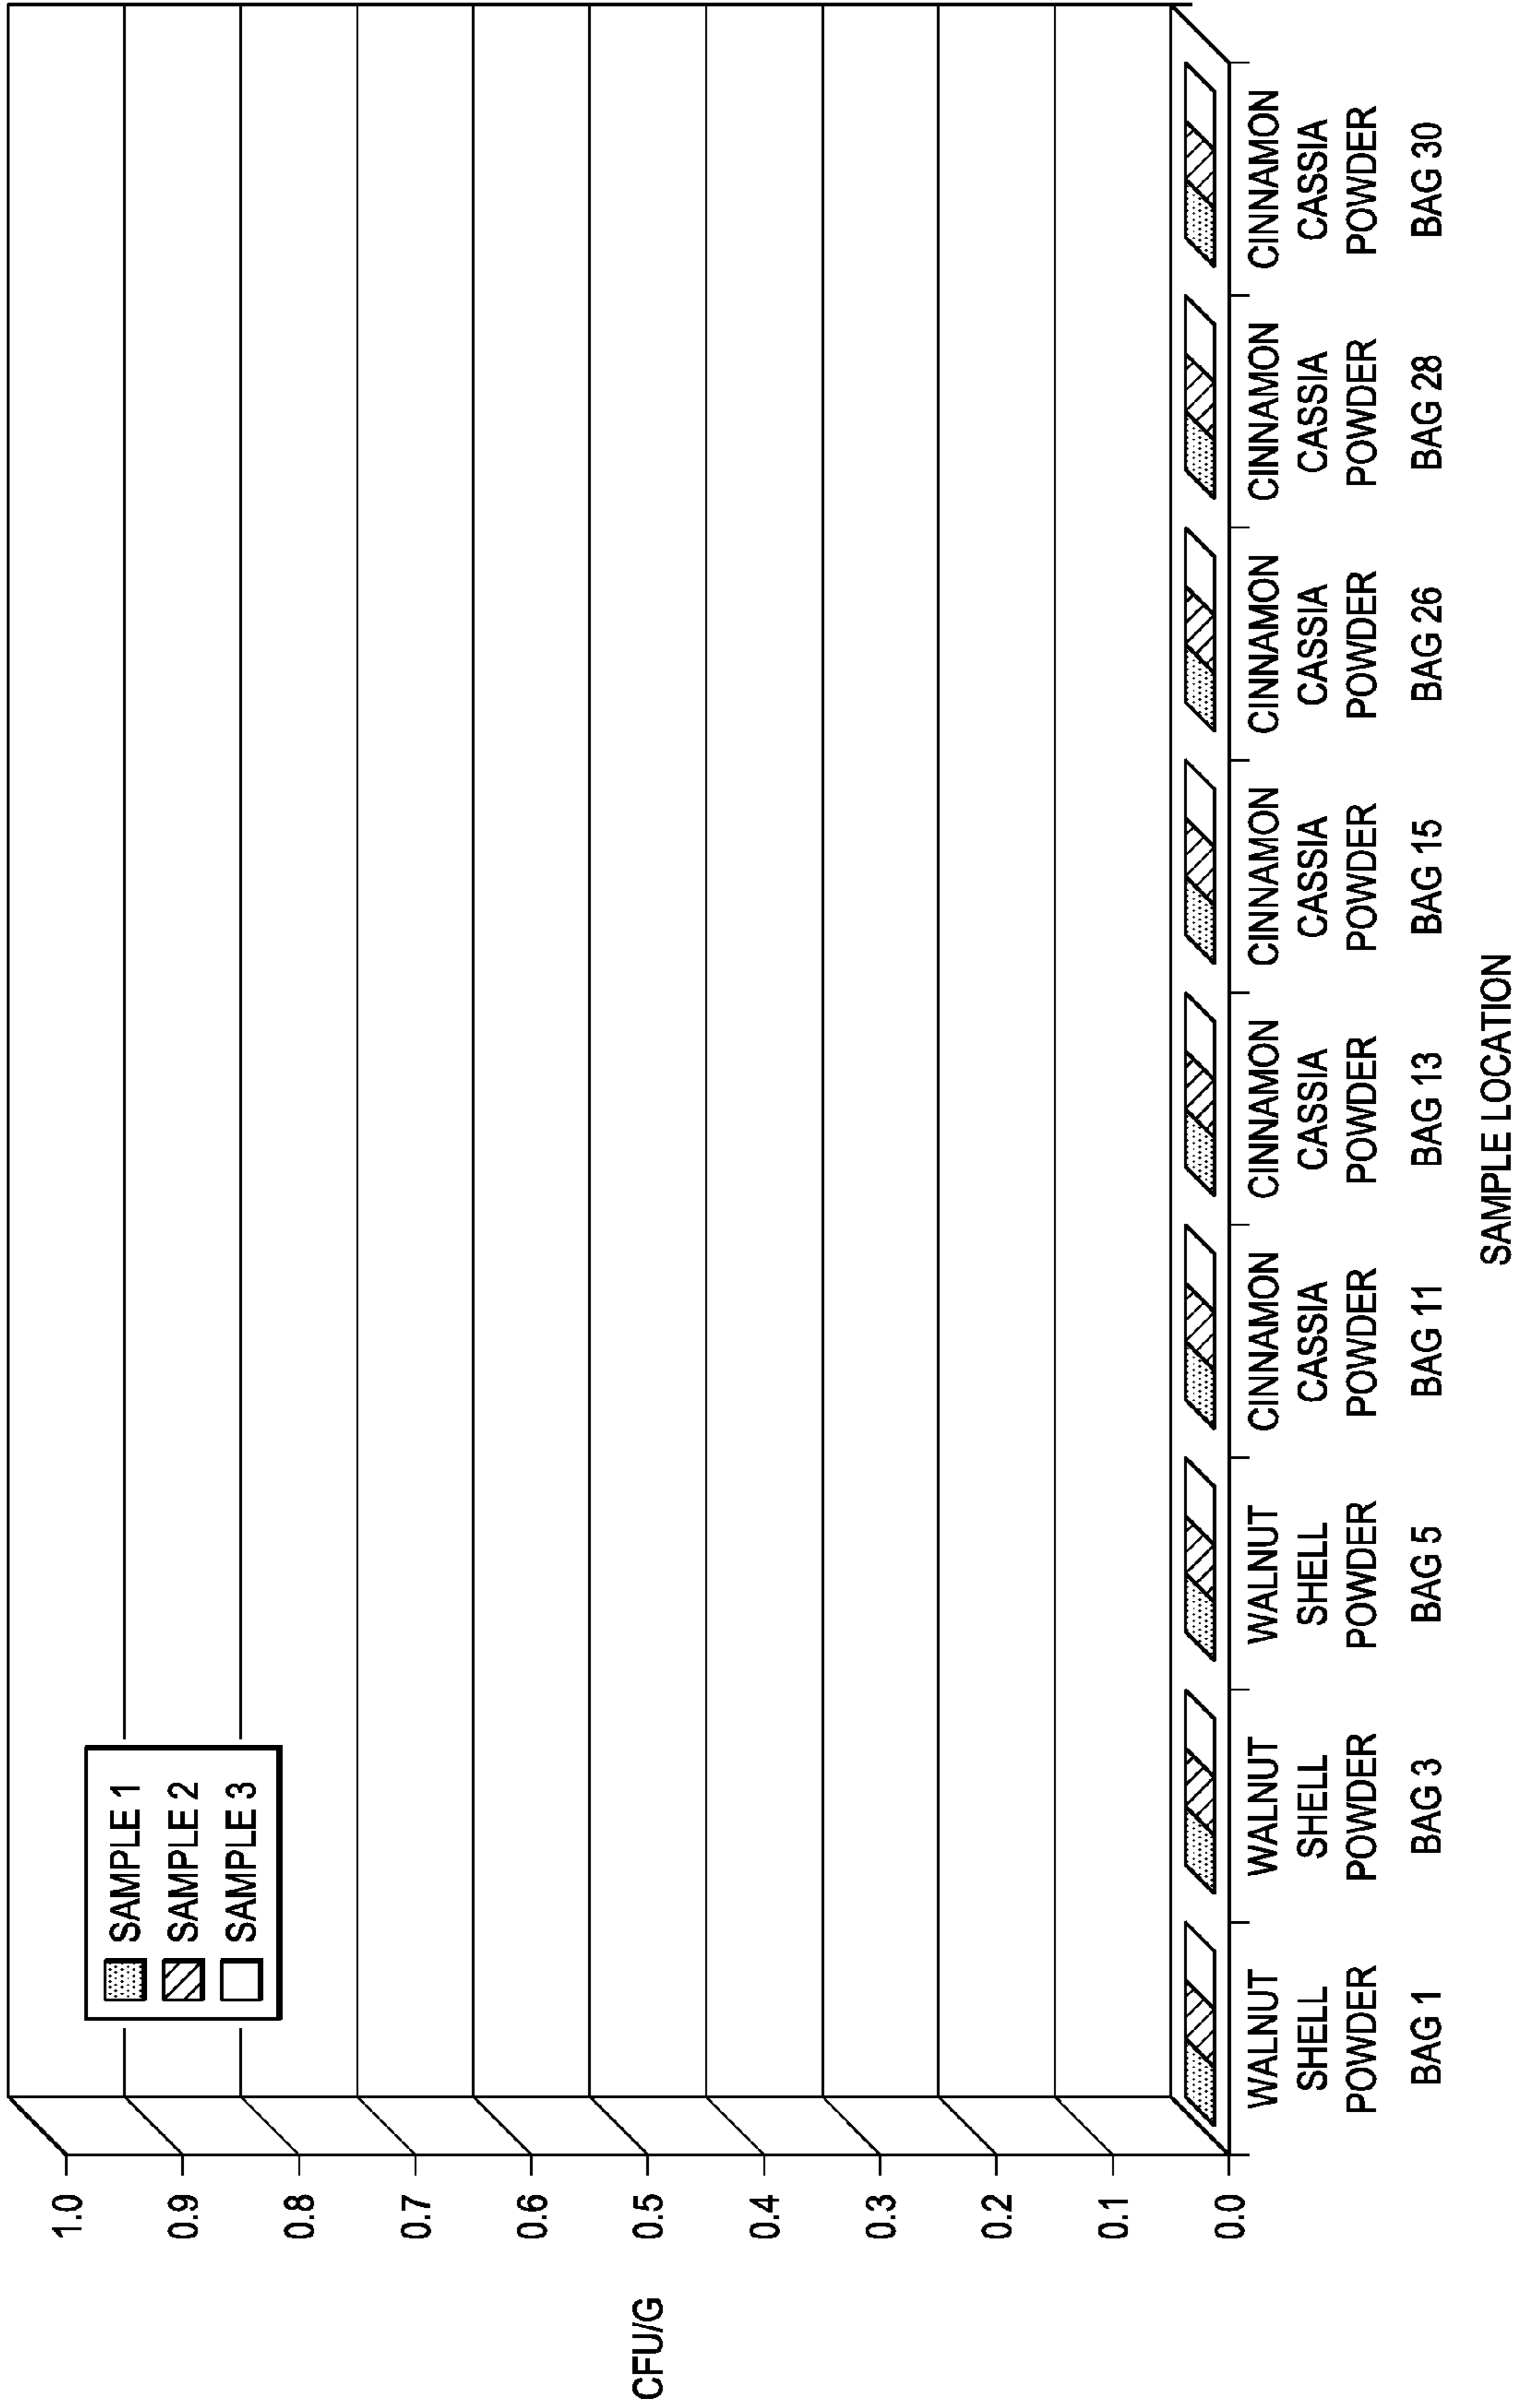 SAMPLE 1
SAMPLE 2
SAMPLE 3
CFU/G
1.0
0.9
0.8
0.7
0.6
0.5
0.4
0.3
0.2
0.1
0.0
WALNUT
SHELL
POWDER
BAG 1
WALNUT
SHELL
POWDER
BAG 3
WALNUT
SHELL
POWDER
BAG 5
CINNAMON
CASSIA
POWDER
BAG 11
CINNAMON
CASSIA
POWDER
BAG 13
CINNAMON
CASSIA
POWDER
BAG 15
CINNAMON
CASSIA
POWDER
BAG 26
CINNAMON
CASSIA
POWDER
BAG 28
CINNAMON
CASSIA
POWDER
BAG 30
SAMPLE LOCATION